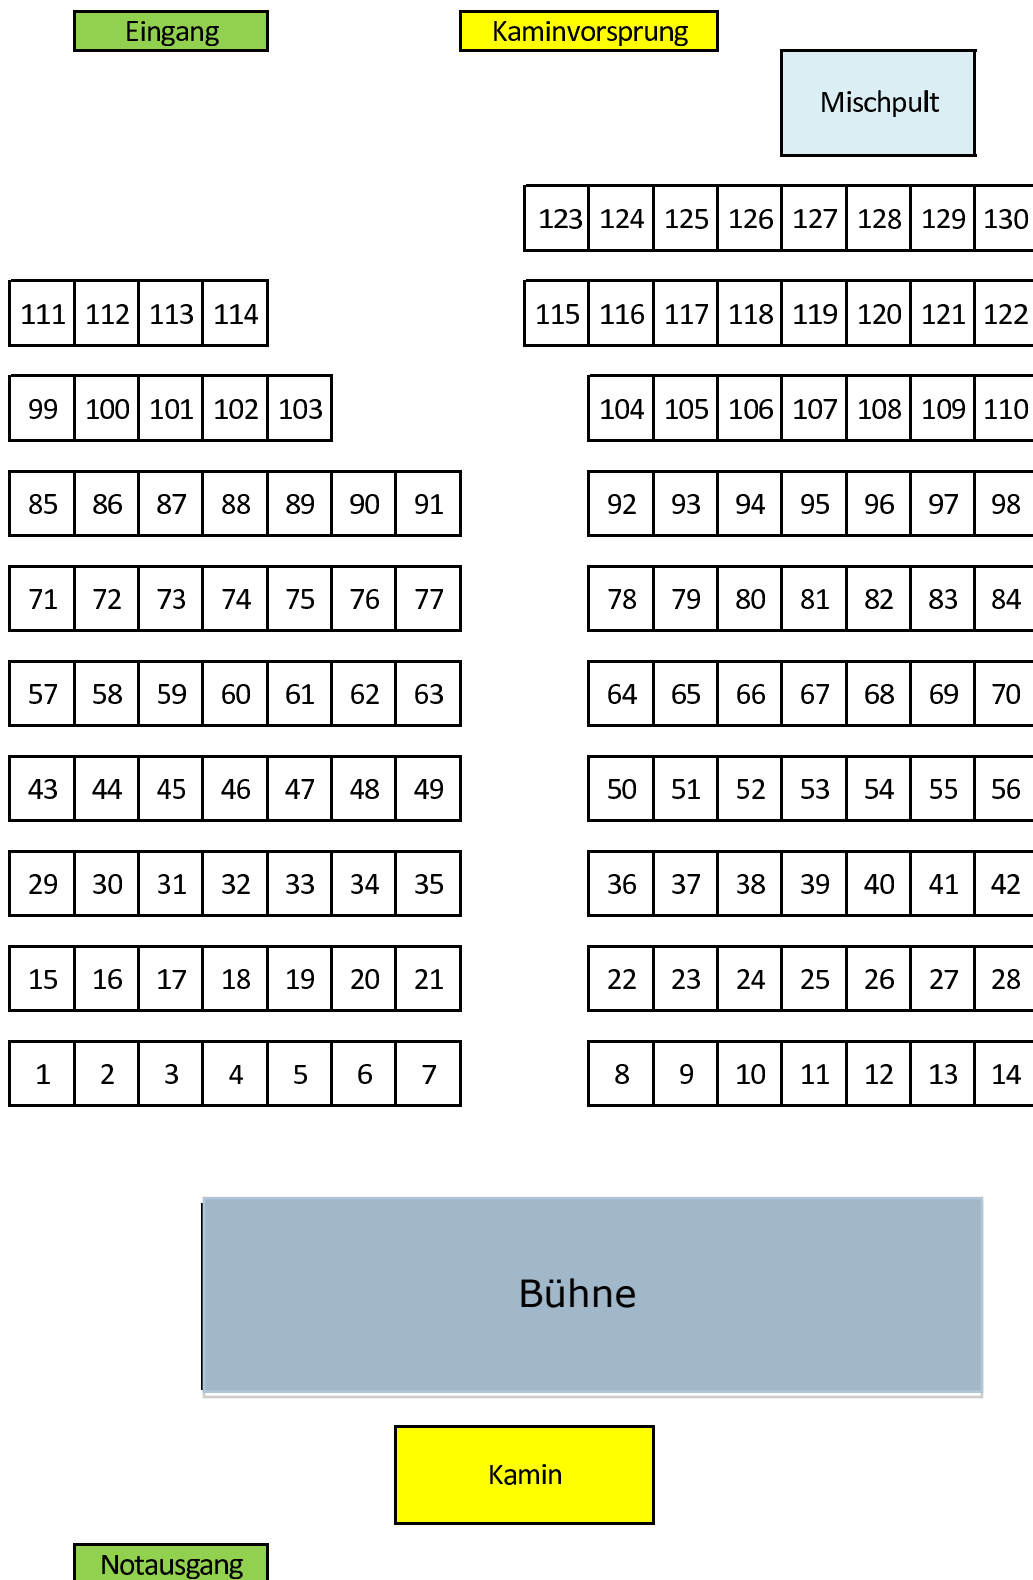 Eingang Kaminvorsprung
Mischpult
123 124 125 126 127 128 129 130
111 112 113 114 115 116 117 118 119 120 121 122
99 100 101 102 103 104 105 106 107 108 109 110
85 86 87 88 89 90 91 92 93 94 95 96 97 98
71 72 73 74 75 76 77 78 79 80 81 82 83 84
57 58 59 60 61 62 63 64 65 66 67 68 69 70
43 44 45 46 47 48 49 50 51 52 53 54 55 56
29 30 31 32 33 34 35 36 37 38 39 40 41 42
15 16 17 18 19 20 21 22 23 24 25 26 27 28
1 2 3 4 5 6 7 8 9 10 11 12 13 14
Bühne
Kamin
Notausgang